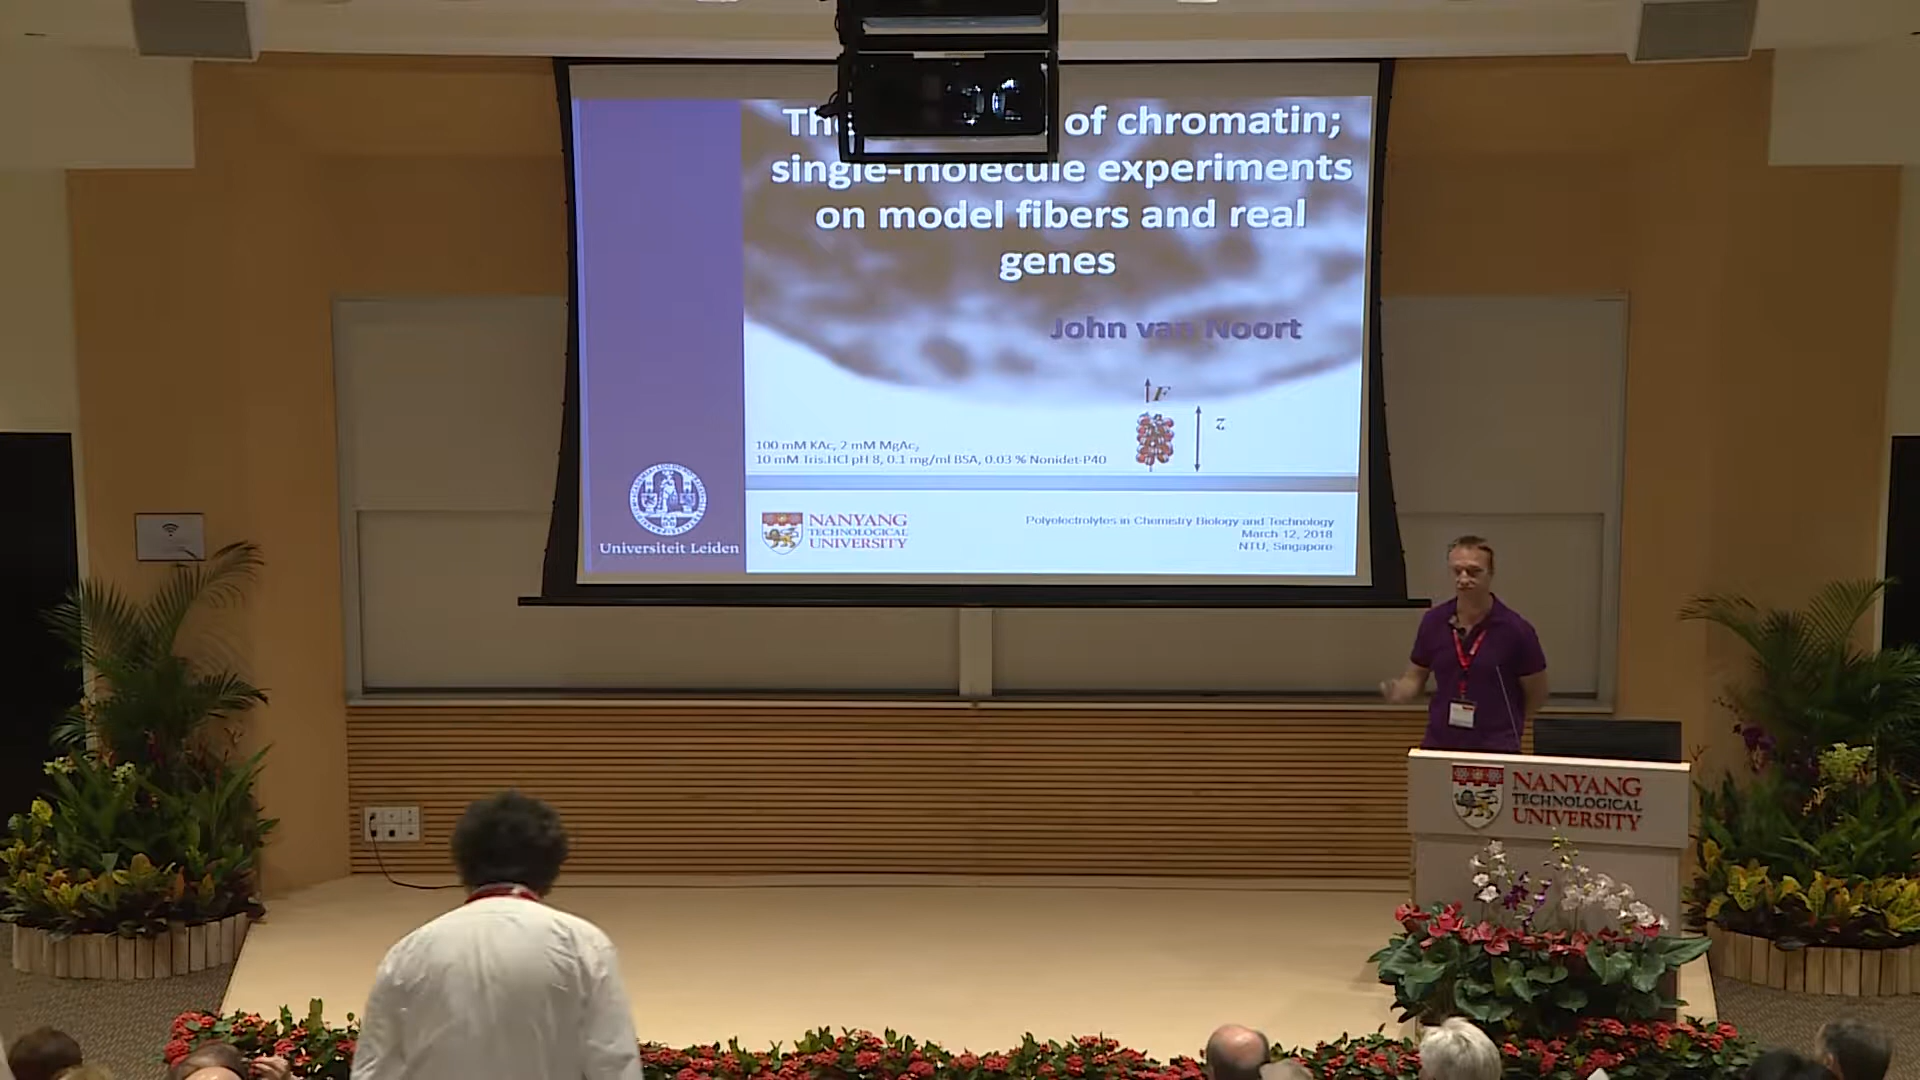 The of chromatin;
single-molecule experiments
on model fibers and real
genes
John van Noort
F
z
100 mM KAc, 2 mM MgAc₂
10 mM Tris.HCl pH 8, 0.1 mg/ml BSA, 0.03 % Nonidet-P40
Universiteit Leiden
NANYANG
TECHNOLOGICAL
UNIVERSITY
Polyelectrolytes in Chemistry Biology and Technology
March 12, 2018
NTU, Singapore
NANYANG
TECHNOLOGICAL
UNIVERSITY